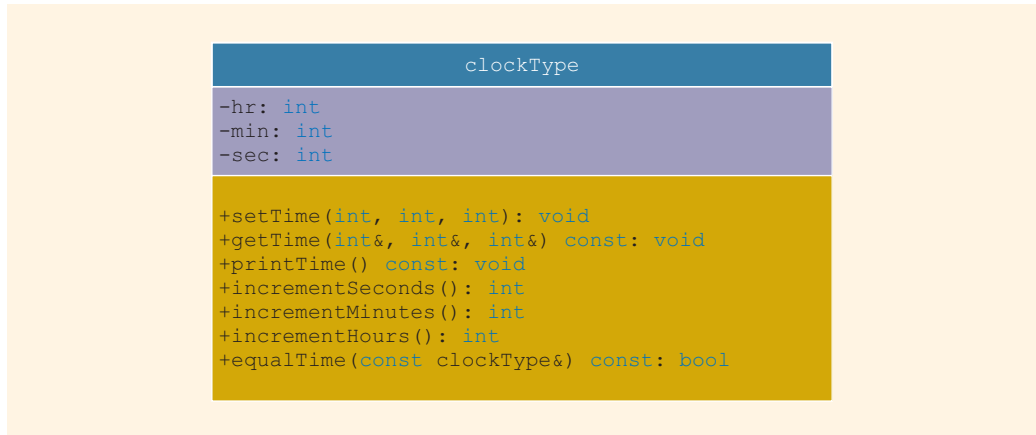 clockType
-hr: int
-min: int
-sec: int
+setTime(int, int, int): void
+getTime(int&, int&, int&) const: void
+printTime() const: void
+incrementSeconds(): int
+incrementMinutes(): int
+incrementHours(): int
+equalTime(const clockType&) const: bool